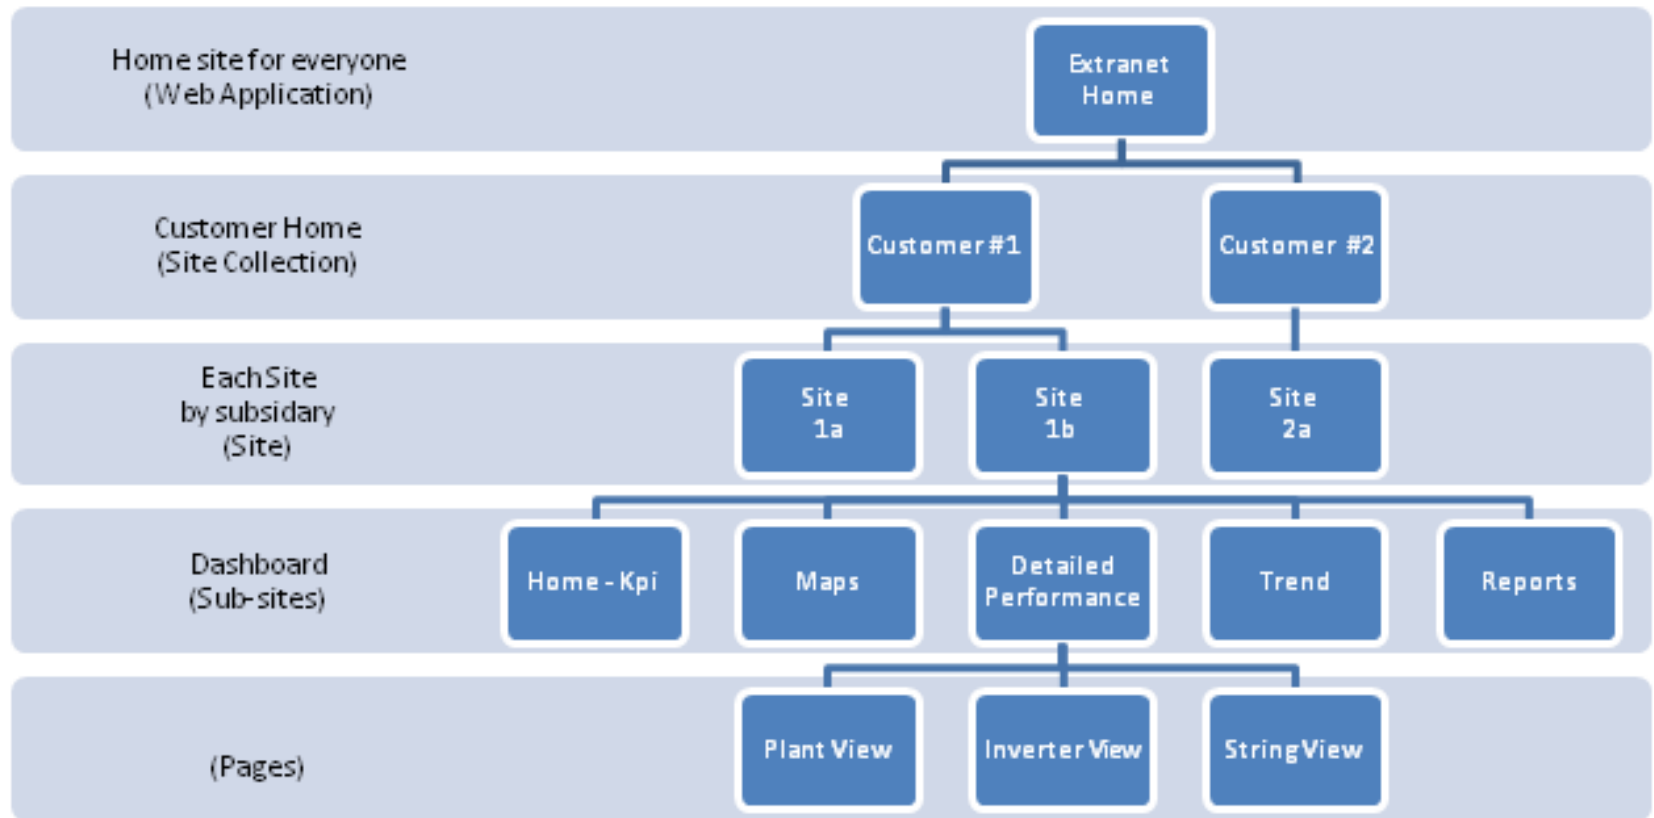 Home site for everyone
(Web Application)
Extranet
Home
Customer Home
(Site Collection)
Customer #1
Customer #2
Each Site
by subsidary
(Site)
Site
1a
Site
1b
Site
2a
Dashboard
(Sub-sites)
Home - Kpi
Maps
Detailed
Performance
Trend
Reports
(Pages)
Plant View
Inverter View
String View